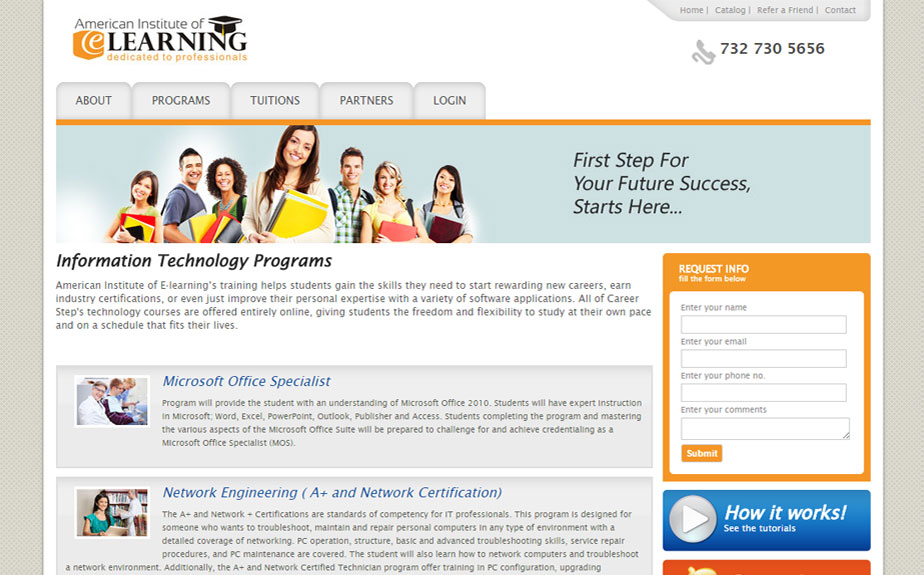 Home | Catalog | Refer a Friend | Contact
American Institute of
eLEARNING
dedicated to professionals
732 730 5656
ABOUT PROGRAMS TUITIONS PARTNERS LOGIN
First Step For
Your Future Success,
Starts Here...
Information Technology Programs
American Institute of E-learning's training helps students gain the skills they need to start rewarding new careers, earn
industry certifications, or even just improve their personal expertise with a variety of software applications. All of Career
Step's technology courses are offered entirely online, giving students the freedom and flexibility to study at their own pace
and on a schedule that fits their lives.
Microsoft Office Specialist
Program will provide the student with an understanding of Microsoft Office 2010. Students will have expert instruction
in Microsoft: Word, Excel, PowerPoint, Outlook, Publisher and Access. Students completing the program and mastering
the various aspects of the Microsoft Office Suite will be prepared to challenge for and achieve credentialing as a
Microsoft Office Specialist (MOS).
Network Engineering ( A+ and Network Certification)
The A+ and Network + Certifications are standards of competency for IT professionals. This program is designed for
someone who wants to troubleshoot, maintain and repair personal computers in any type of environment with a
detailed coverage of networking. PC operation, structure, basic and advanced troubleshooting skills, service repair
procedures, and PC maintenance are covered. The student will also learn how to network computers and troubleshoot
a network environment. Additionally, the A+ and Network Certified Technician program offer training in PC configuration, upgrading
REQUEST INFO
fill the form below
Enter your name
Enter your email
Enter your phone no.
Enter your comments
Submit
How it works!
See the tutorials